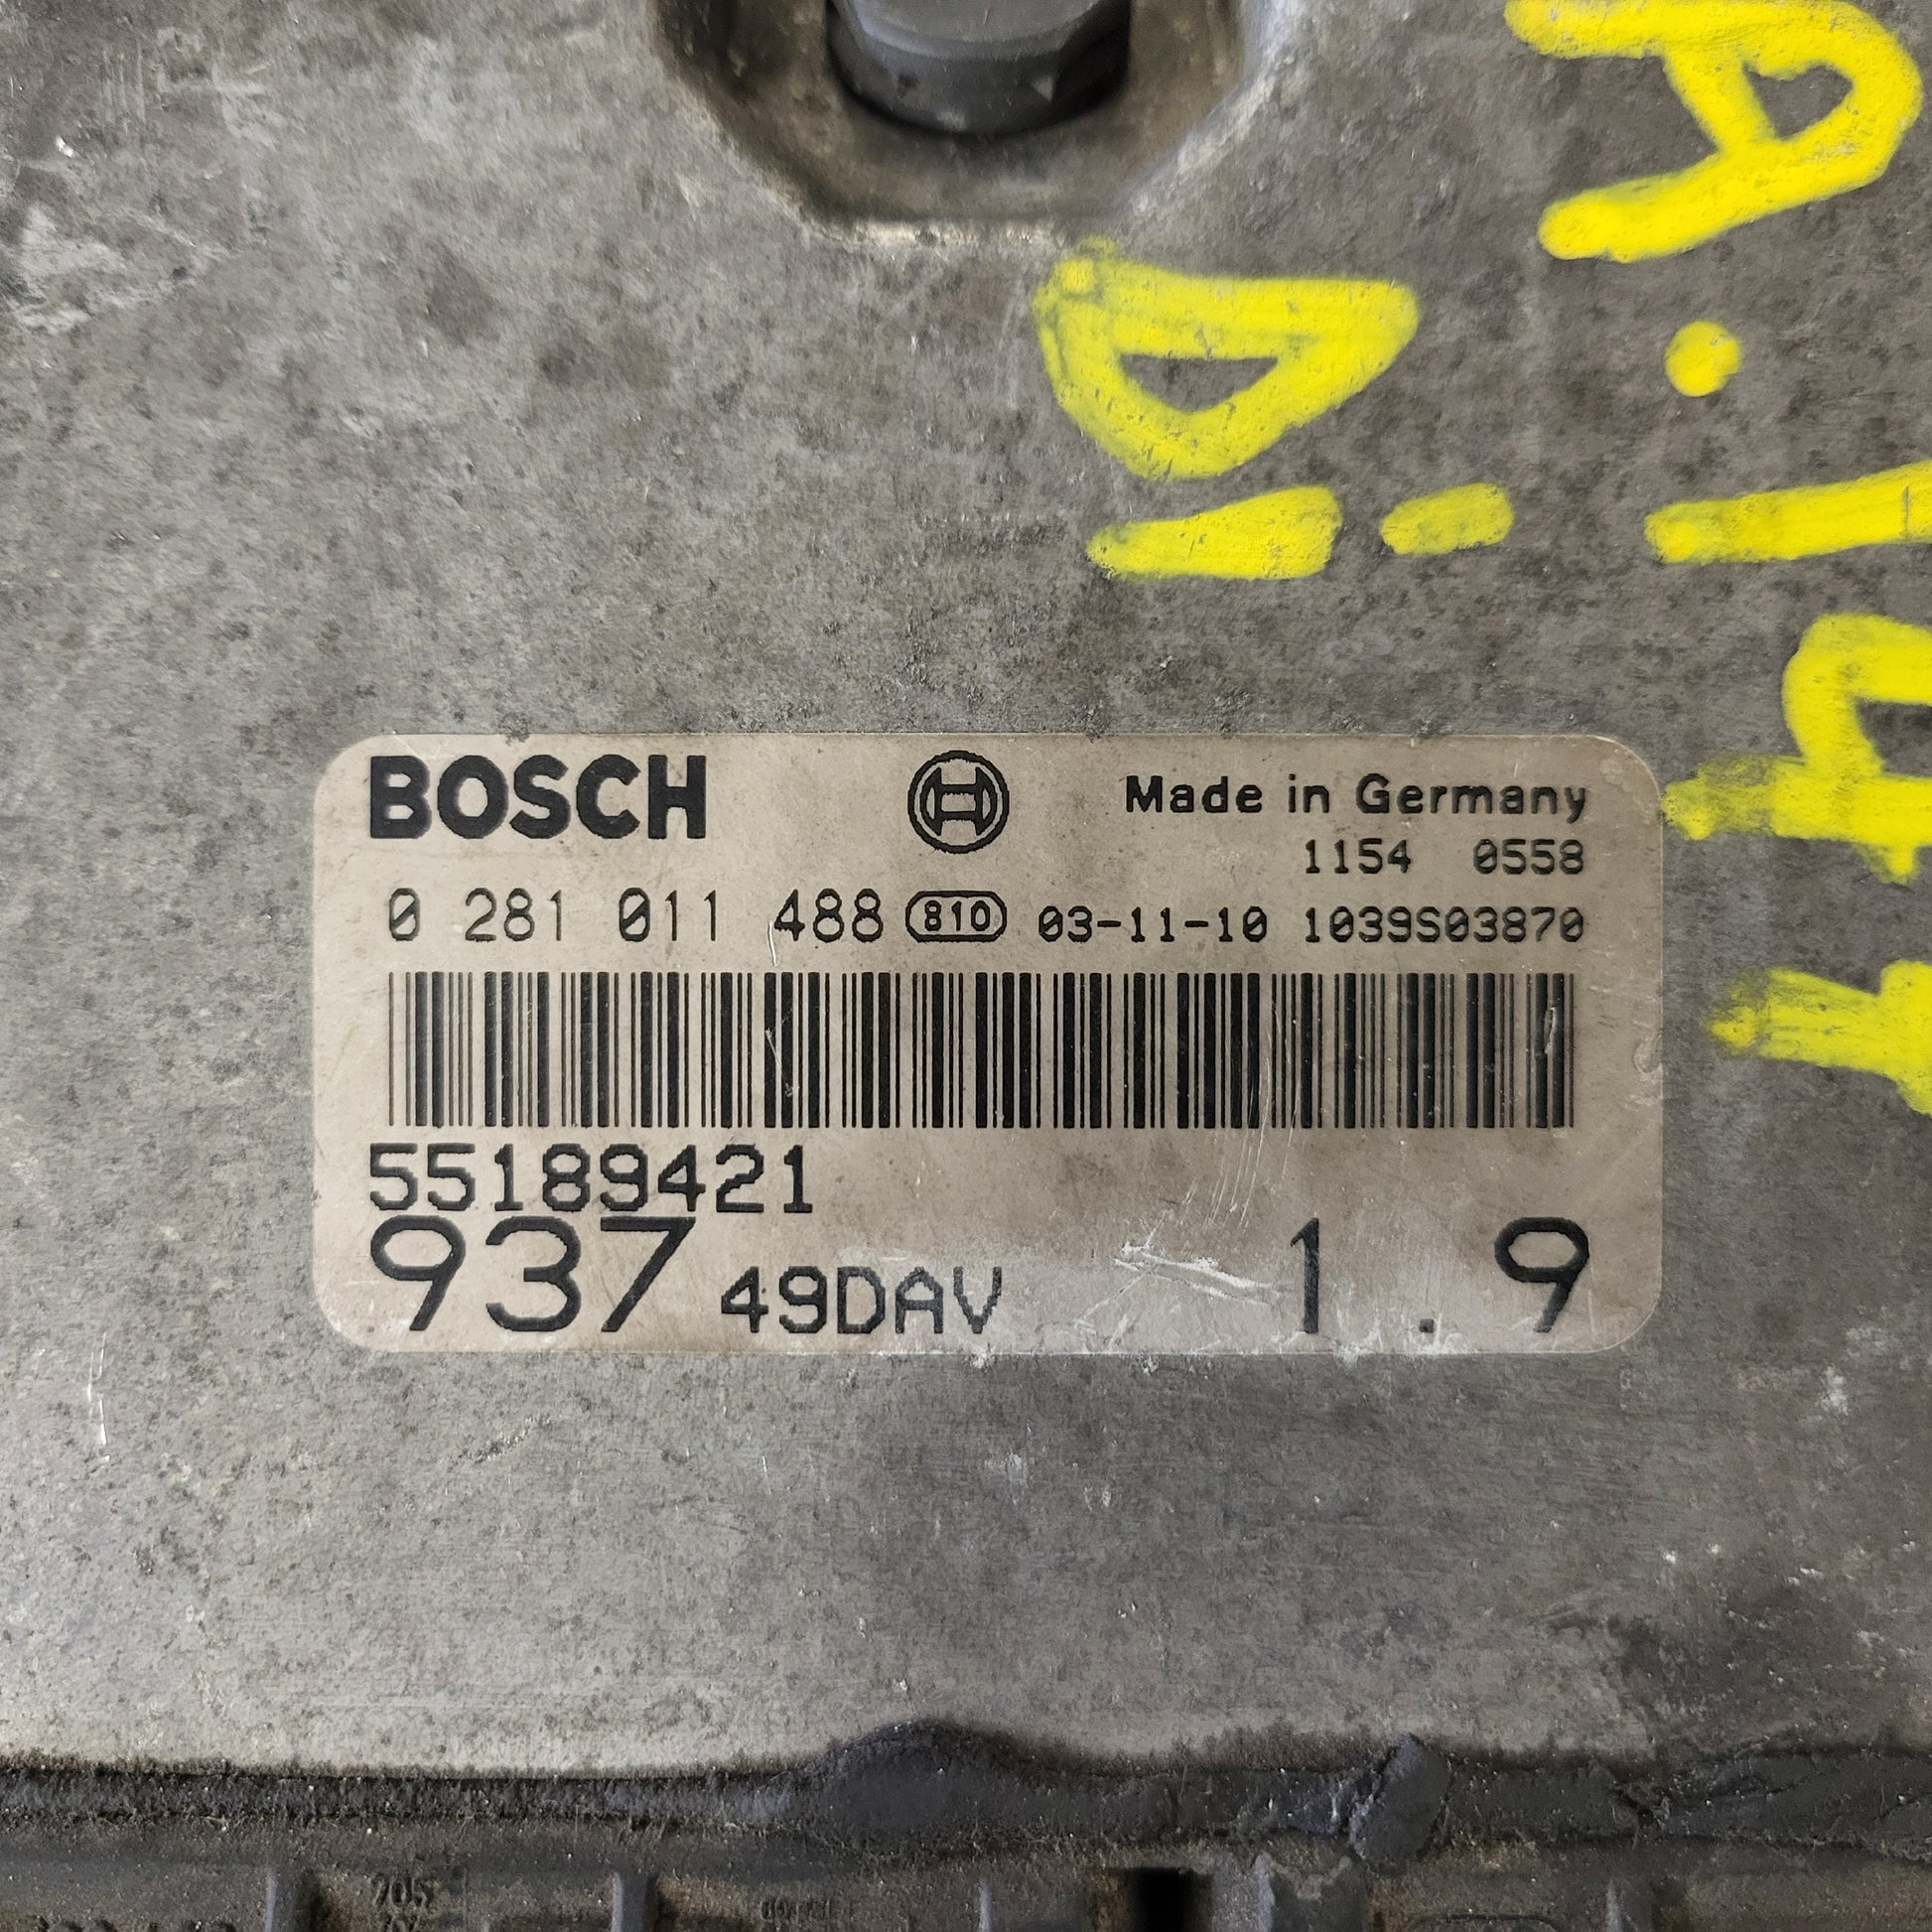 BOSCH Made in Germany
1154 0558
0 281 011 488 810 03-11-10 1039S03870
55189421
937 49DAV 1.9